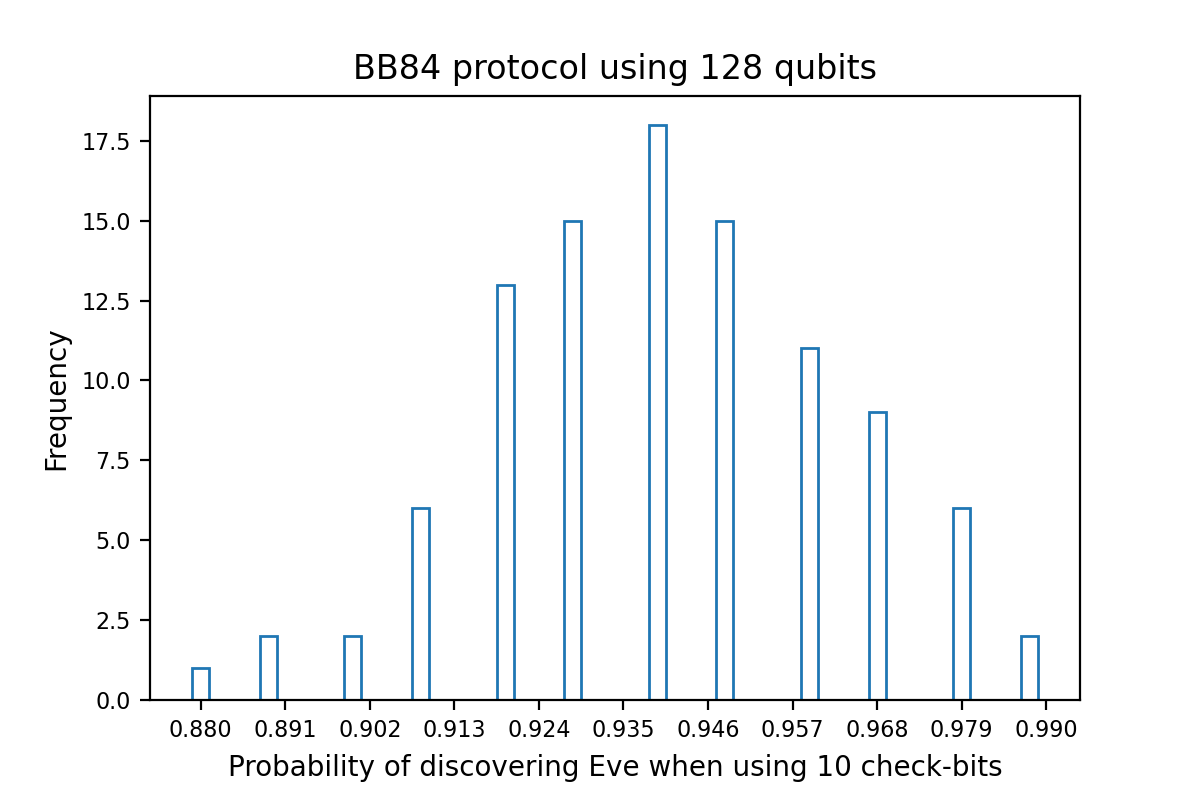 BB84 protocol using 128 qubits
17.5
15.0
12.5
10.0
7.5
5.0
2.5
0.0
Frequency
0.880 0.891 0.902 0.913 0.924 0.935 0.946 0.957 0.968 0.979 0.990
Probability of discovering Eve when using 10 check-bits